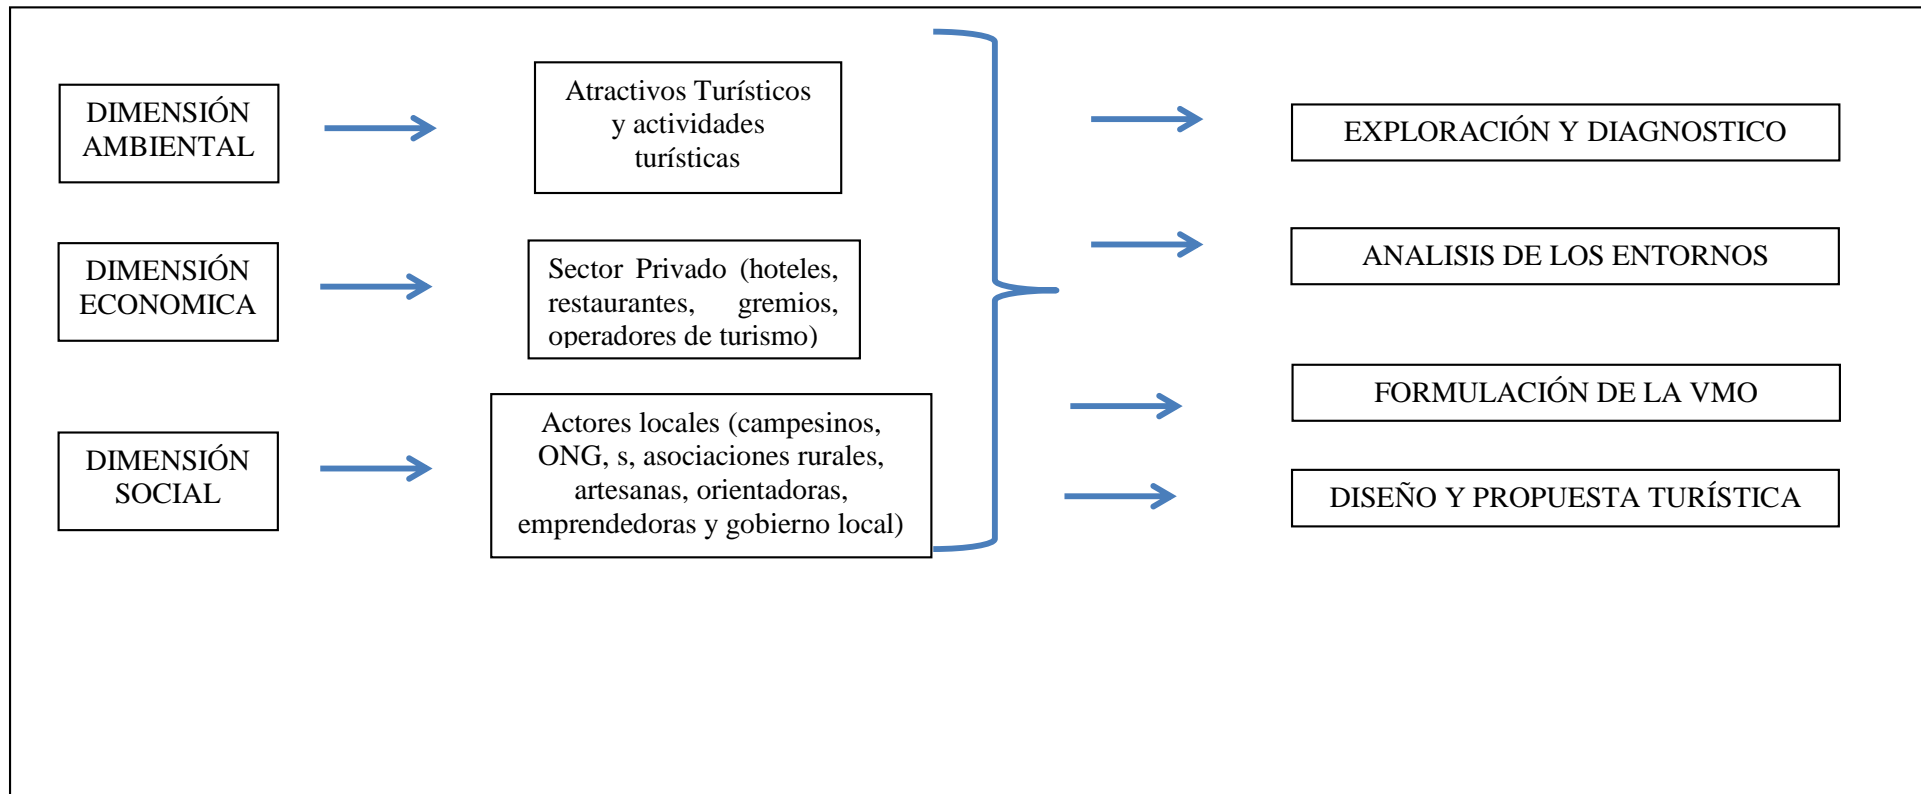 DIMENSIÓN
AMBIENTAL
Atractivos Turísticos
y actividades
turísticas
EXPLORACIÓN Y DIAGNOSTICO
DIMENSIÓN
ECONOMICA
Sector Privado (hoteles,
restaurantes, gremios,
operadores de turismo)
ANALISIS DE LOS ENTORNOS
DIMENSIÓN
SOCIAL
Actores locales (campesinos,
ONG, s, asociaciones rurales,
artesanas, orientadoras,
emprendedoras y gobierno local)
FORMULACIÓN DE LA VMO
DISEÑO Y PROPUESTA TURÍSTICA